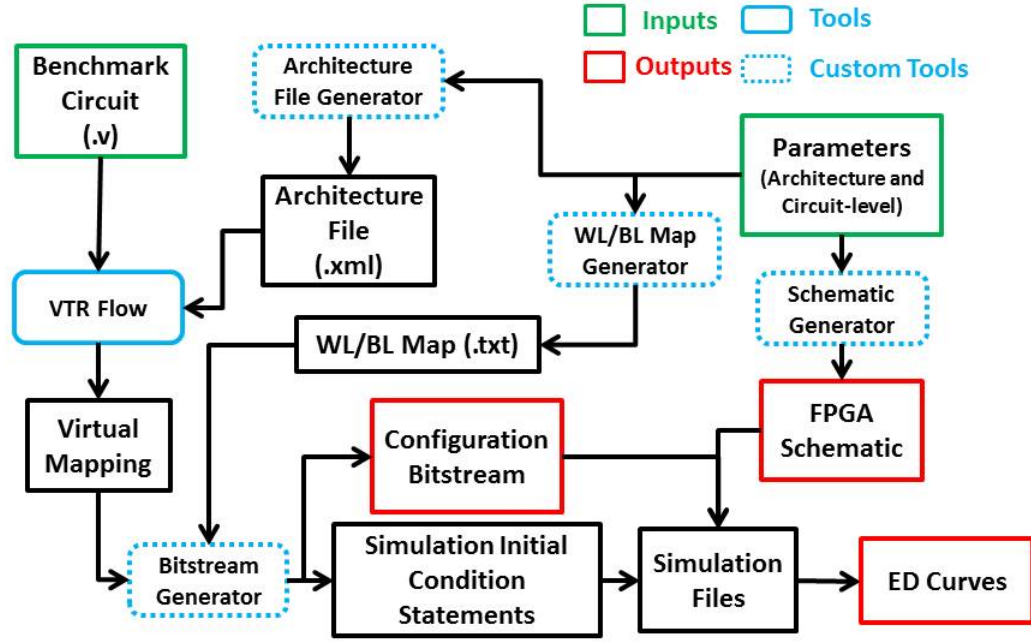 Inputs
Tools
Outputs
Custom Tools
Benchmark
Circuit
(.v)
Architecture
File Generator
Parameters
(Architecture and
Circuit-level)
Architecture
File
(.xml)
WL/BL Map
Generator
Schematic
Generator
VTR Flow
WL/BL Map (.txt)
Virtual
Mapping
Configuration
Bitstream
FPGA
Schematic
Bitstream
Generator
Simulation Initial
Condition
Statements
Simulation
Files
ED Curves